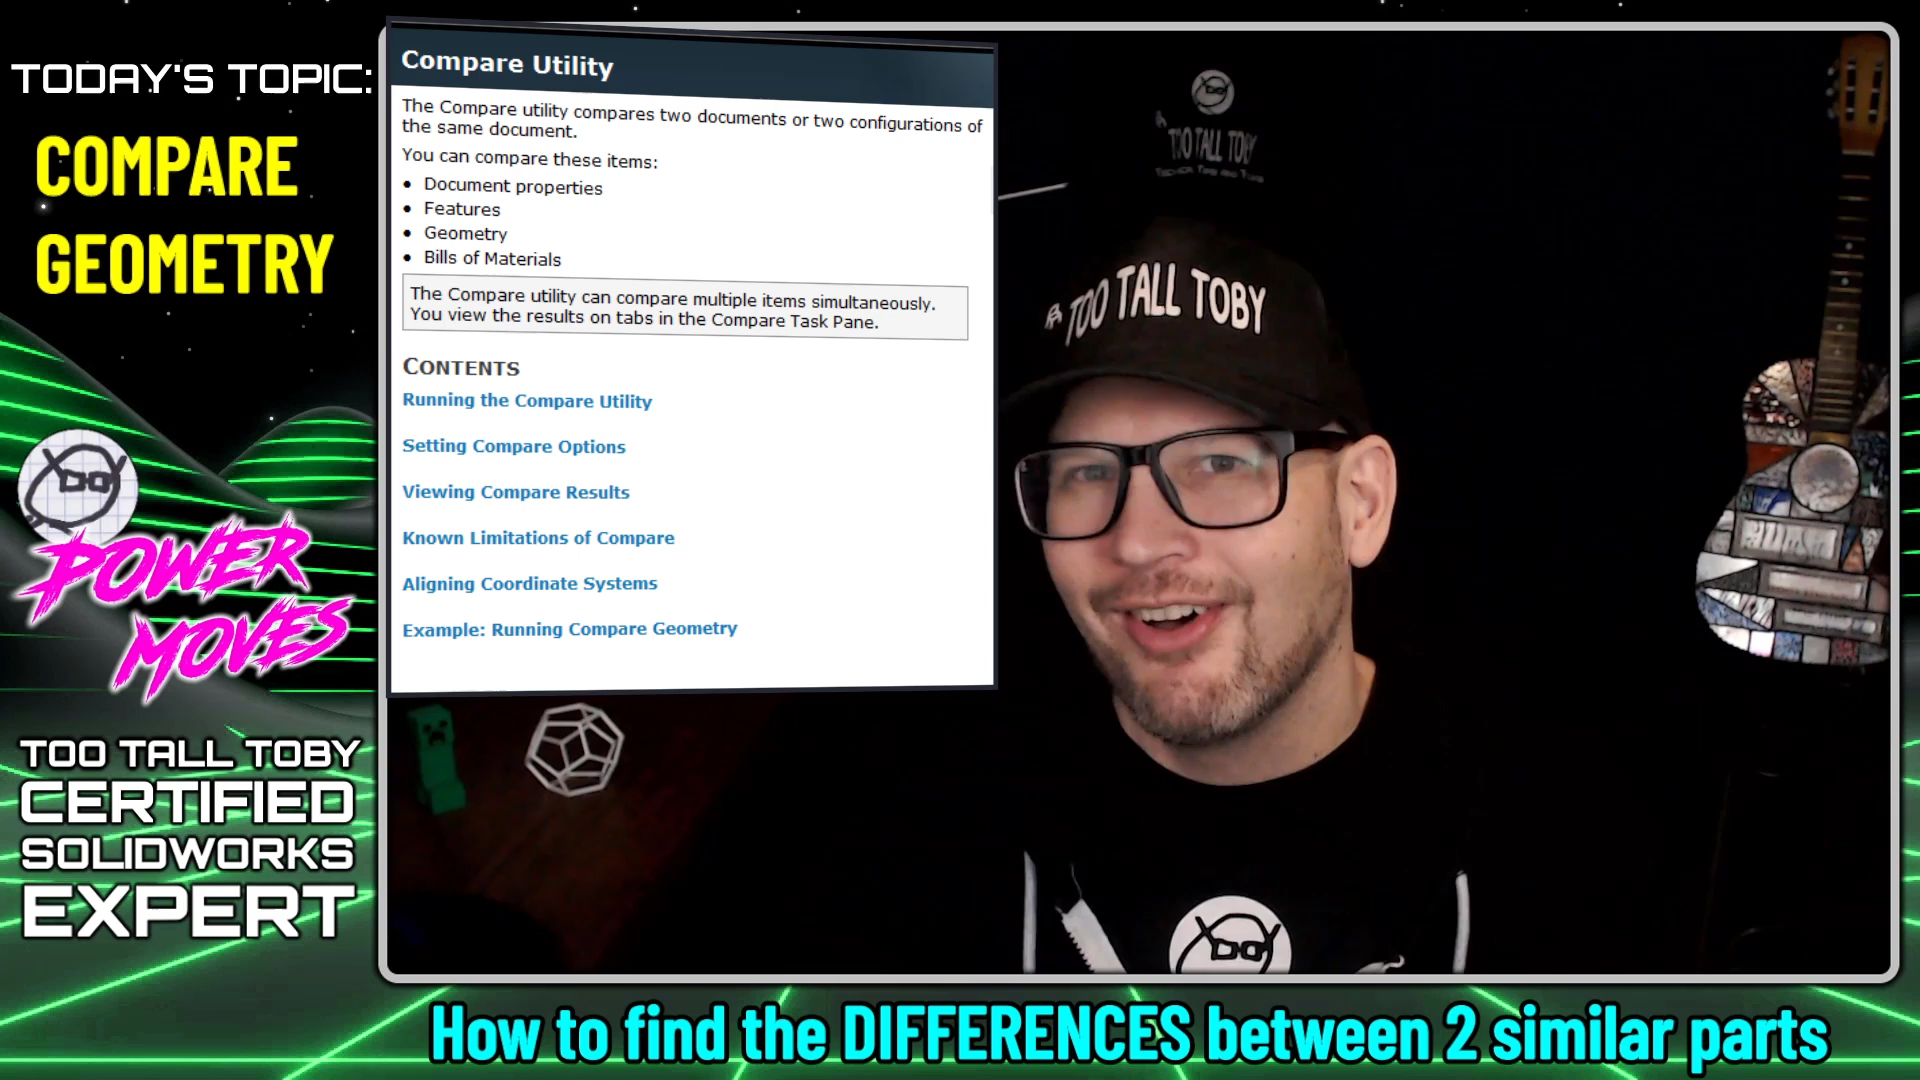 TODAY'S TOPIC:
COMPARE
GEOMETRY
POWER
MOVES
TOO TALL TOBY
CERTIFIED
SOLIDWORKS
EXPERT
Compare Utility
The Compare utility compares two documents or two configurations of
the same document.
You can compare these items:
• Document properties
• Features
• Geometry
• Bills of Materials
The Compare utility can compare multiple items simultaneously.
You view the results on tabs in the Compare Task Pane.
CONTENTS
Running the Compare Utility
Setting Compare Options
Viewing Compare Results
Known Limitations of Compare
Aligning Coordinate Systems
Example: Running Compare Geometry
TOO TALL TOBY
TOO TALL TOBY
How to find the DIFFERENCES between 2 similar parts